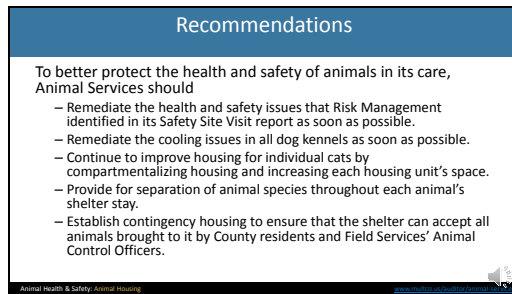 Recommendations
To better protect the health and safety of animals in its care,
Animal Services should
– Remediate the health and safety issues that Risk Management
identified in its Safety Site Visit report as soon as possible.
– Remediate the cooling issues in all dog kennels as soon as possible.
– Continue to improve housing for individual cats by
compartmentalizing housing and increasing each housing unit's space.
– Provide for separation of animal species throughout each animal's
shelter stay.
– Establish contingency housing to ensure that the shelter can accept all
animals brought to it by County residents and Field Services' Animal
Control Officers.
Animal Health & Safety: Animal Housing